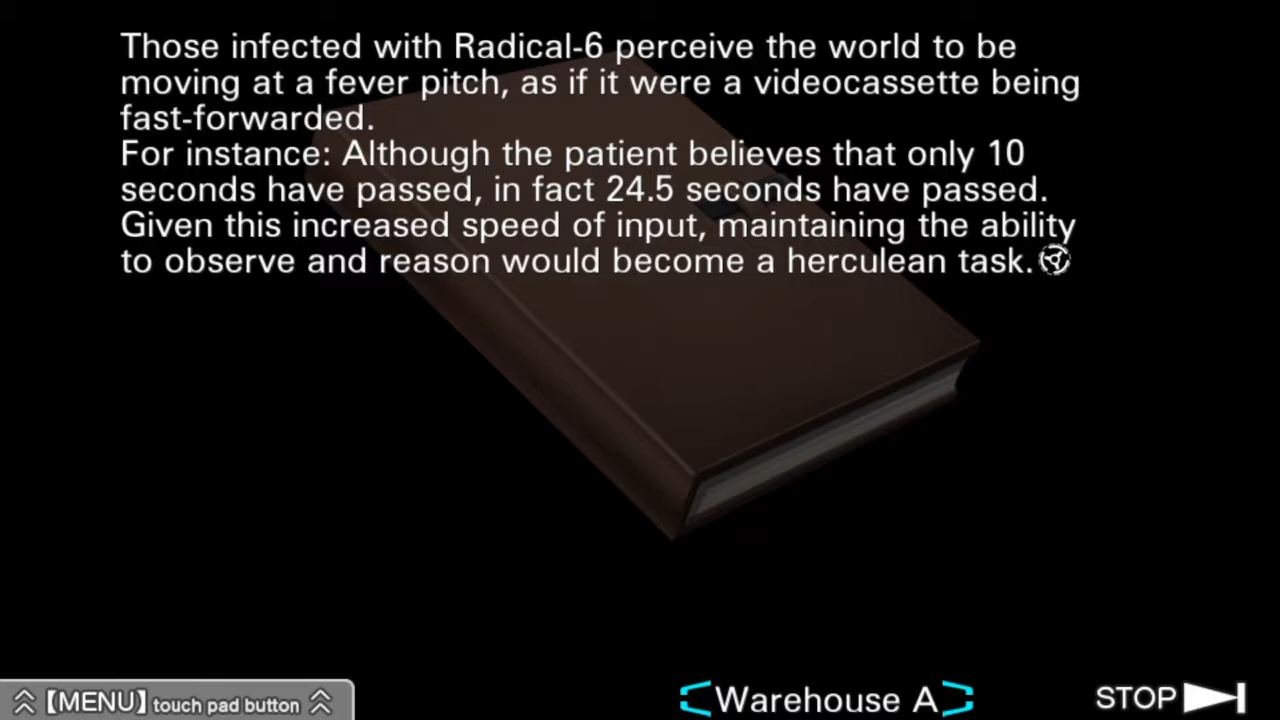 Those infected with Radical-6 perceive the world to be
moving at a fever pitch, as if it were a videocassette being
fast-forwarded.
For instance: Although the patient believes that only 10
seconds have passed, in fact 24.5 seconds have passed.
Given this increased speed of input, maintaining the ability
to observe and reason would become a herculean task.
【MENU】 touch pad button
Warehouse A
STOP